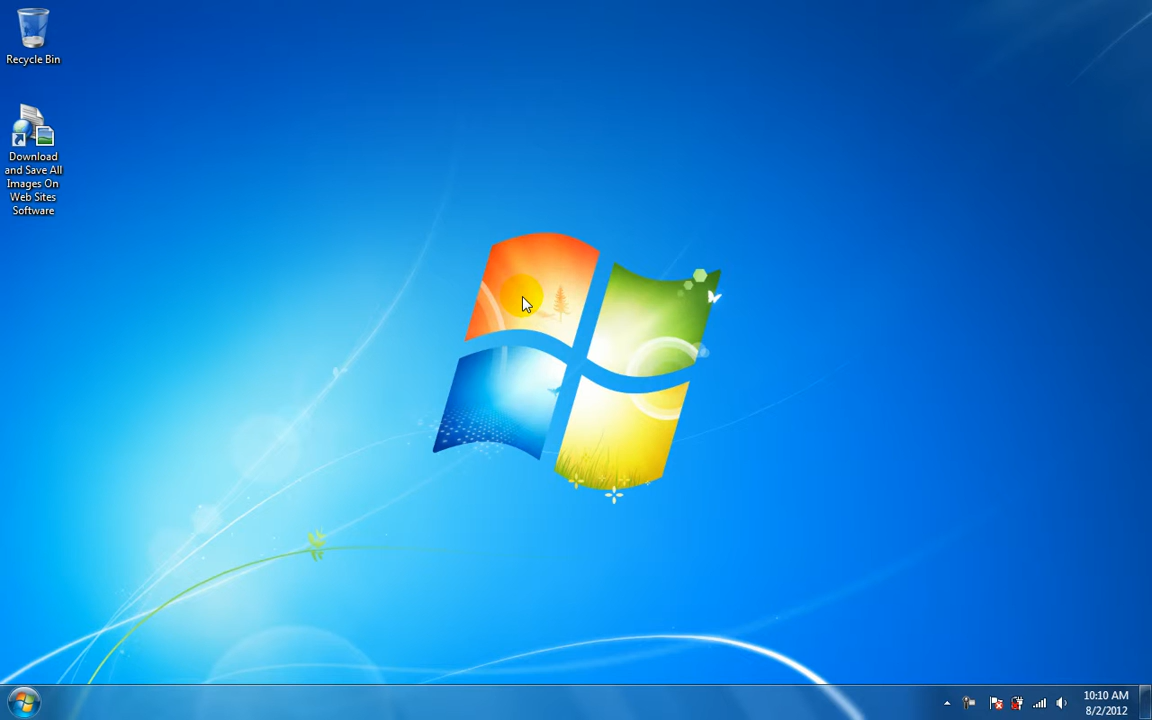 Recycle Bin
Download
and Save All
Images On
Web Sites
Software
10:10 AM
8/2/2012